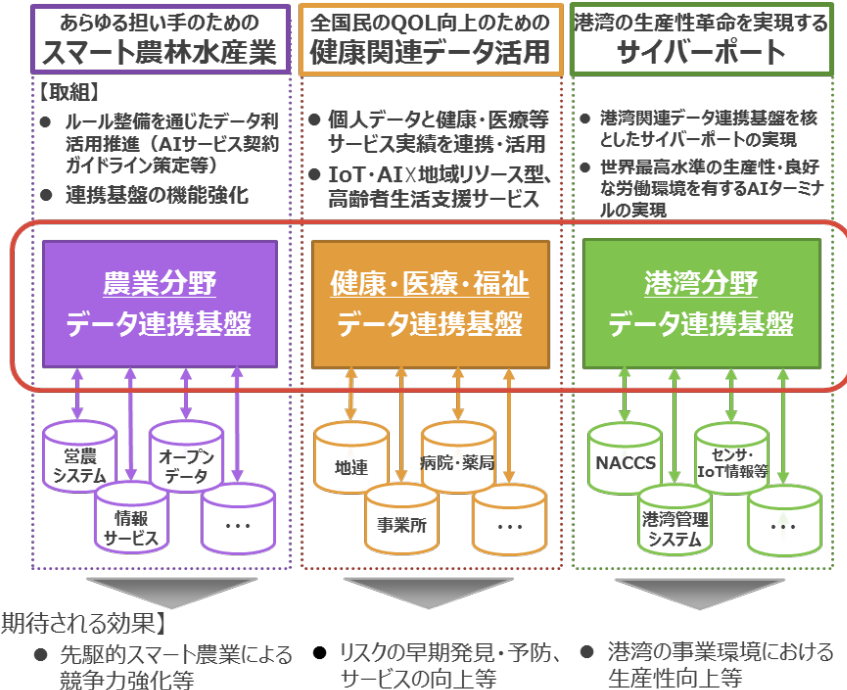 あらゆる担い手のための
スマート農林水産業
【取組】
● ルール整備を通じたデータ利
活用推進（AIサービス契約
ガイドライン策定等）
● 連携基盤の機能強化
農業分野
データ連携基盤
営農
システム
オープン
データ
情報
サービス
・・・
全国民のQOL向上のための
健康関連データ活用
● 個人データと健康・医療等
サービス実績を連携・活用
● IoT・AI×地域リソース型、
高齢者生活支援サービス
健康・医療・福祉
データ連携基盤
地連
病院・薬局
事業所
・・・
港湾の生産性革命を実現する
サイバーポート
● 港湾関連データ連携基盤を核
としたサイバーポートの実現
● 世界最高水準の生産性・良好
な労働環境を有するAIターミナ
ルの実現
港湾分野
データ連携基盤
NACCS
センサ・
IoT情報等
港湾管理
システム
・・・
期待される効果】
● 先駆的スマート農業による
競争力強化等
● リスクの早期発見・予防、
サービスの向上等
● 港湾の事業環境における
生産性向上等